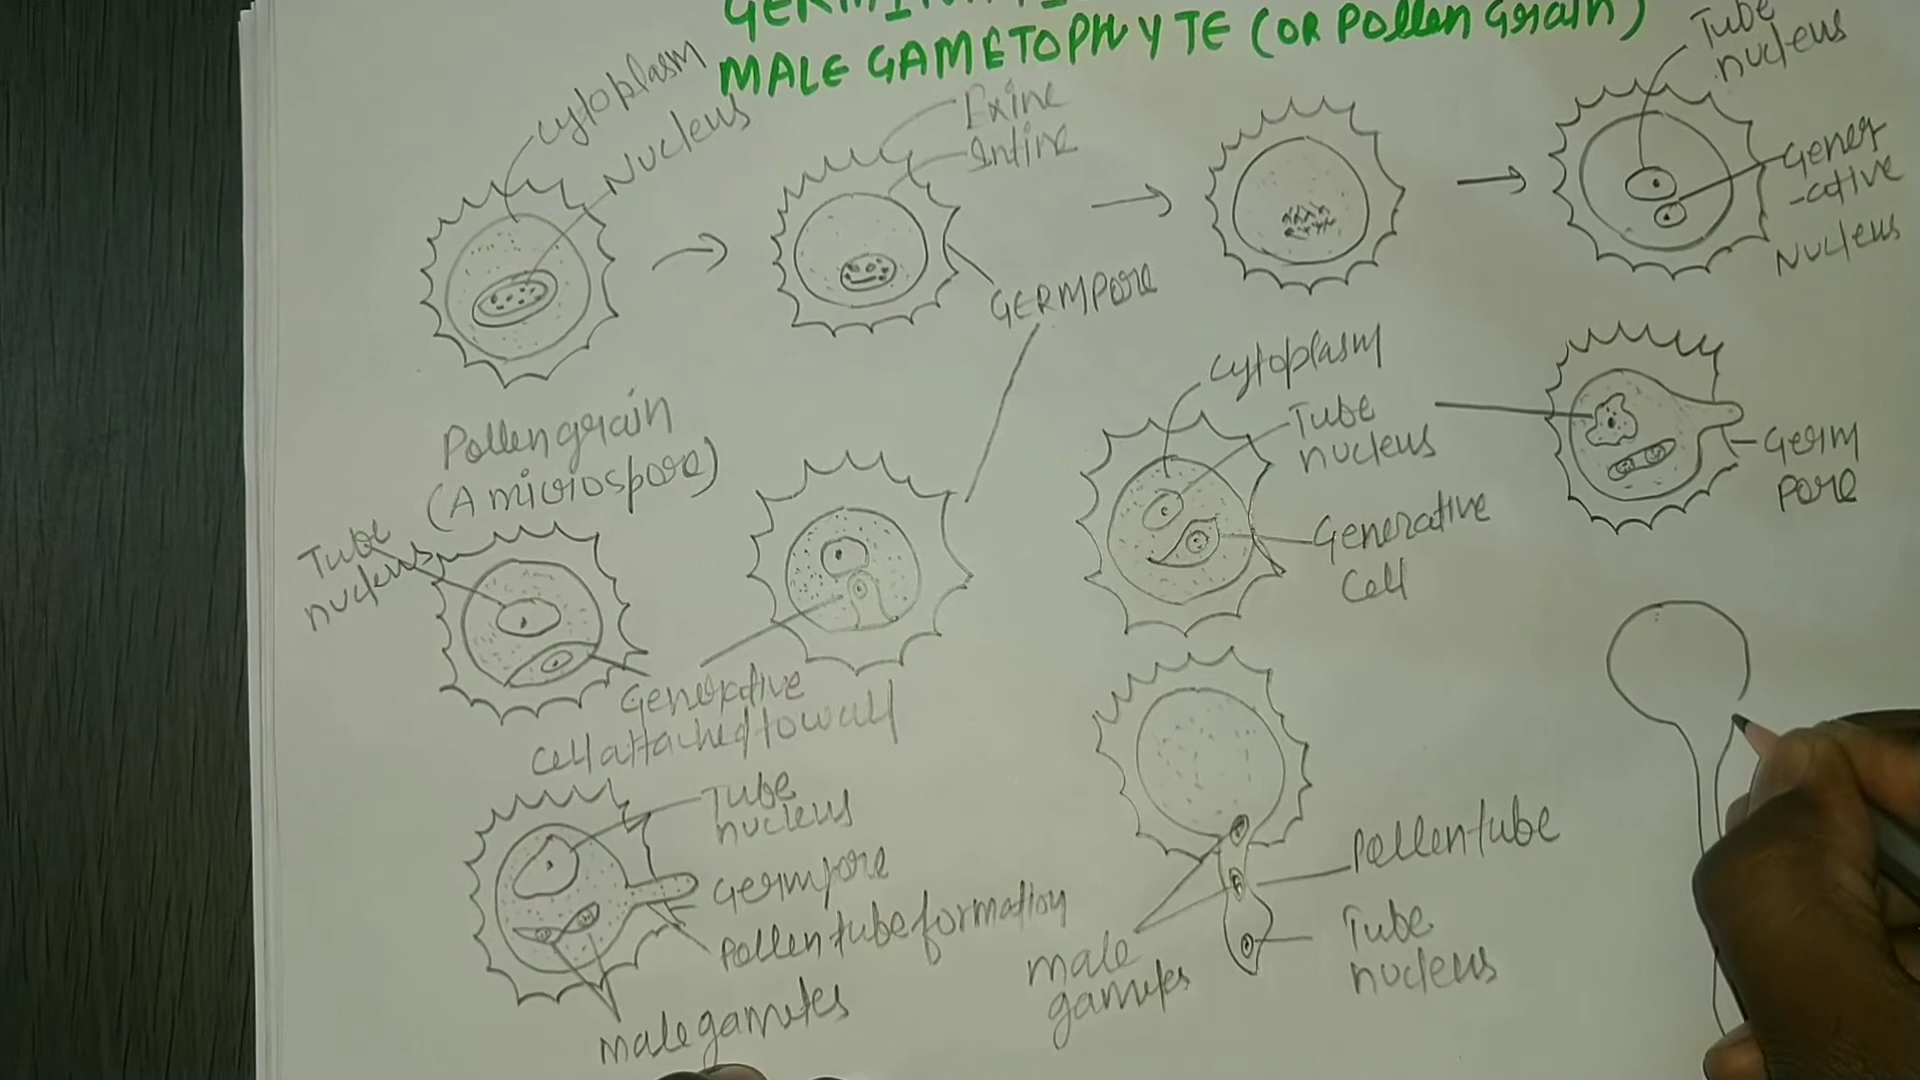 MALE GAMETOPHYTE (OR Pollen Grain)
Cytoplasm
Nucleus
Exine
Intine
Tube
nucleus
Gener
-ative
Nucleus
GERMPORE
Pollen grain
(A microspore)
Cytoplasm
Tube
nucleus
Generative
Cell
Germ
pore
Tube
nucleus
Generative
Cell attached to wall
Tube
nucleus
Germpore
Pollen tube formation
Male gametes
Pollen tube
Tube
nucleus
male
gametes